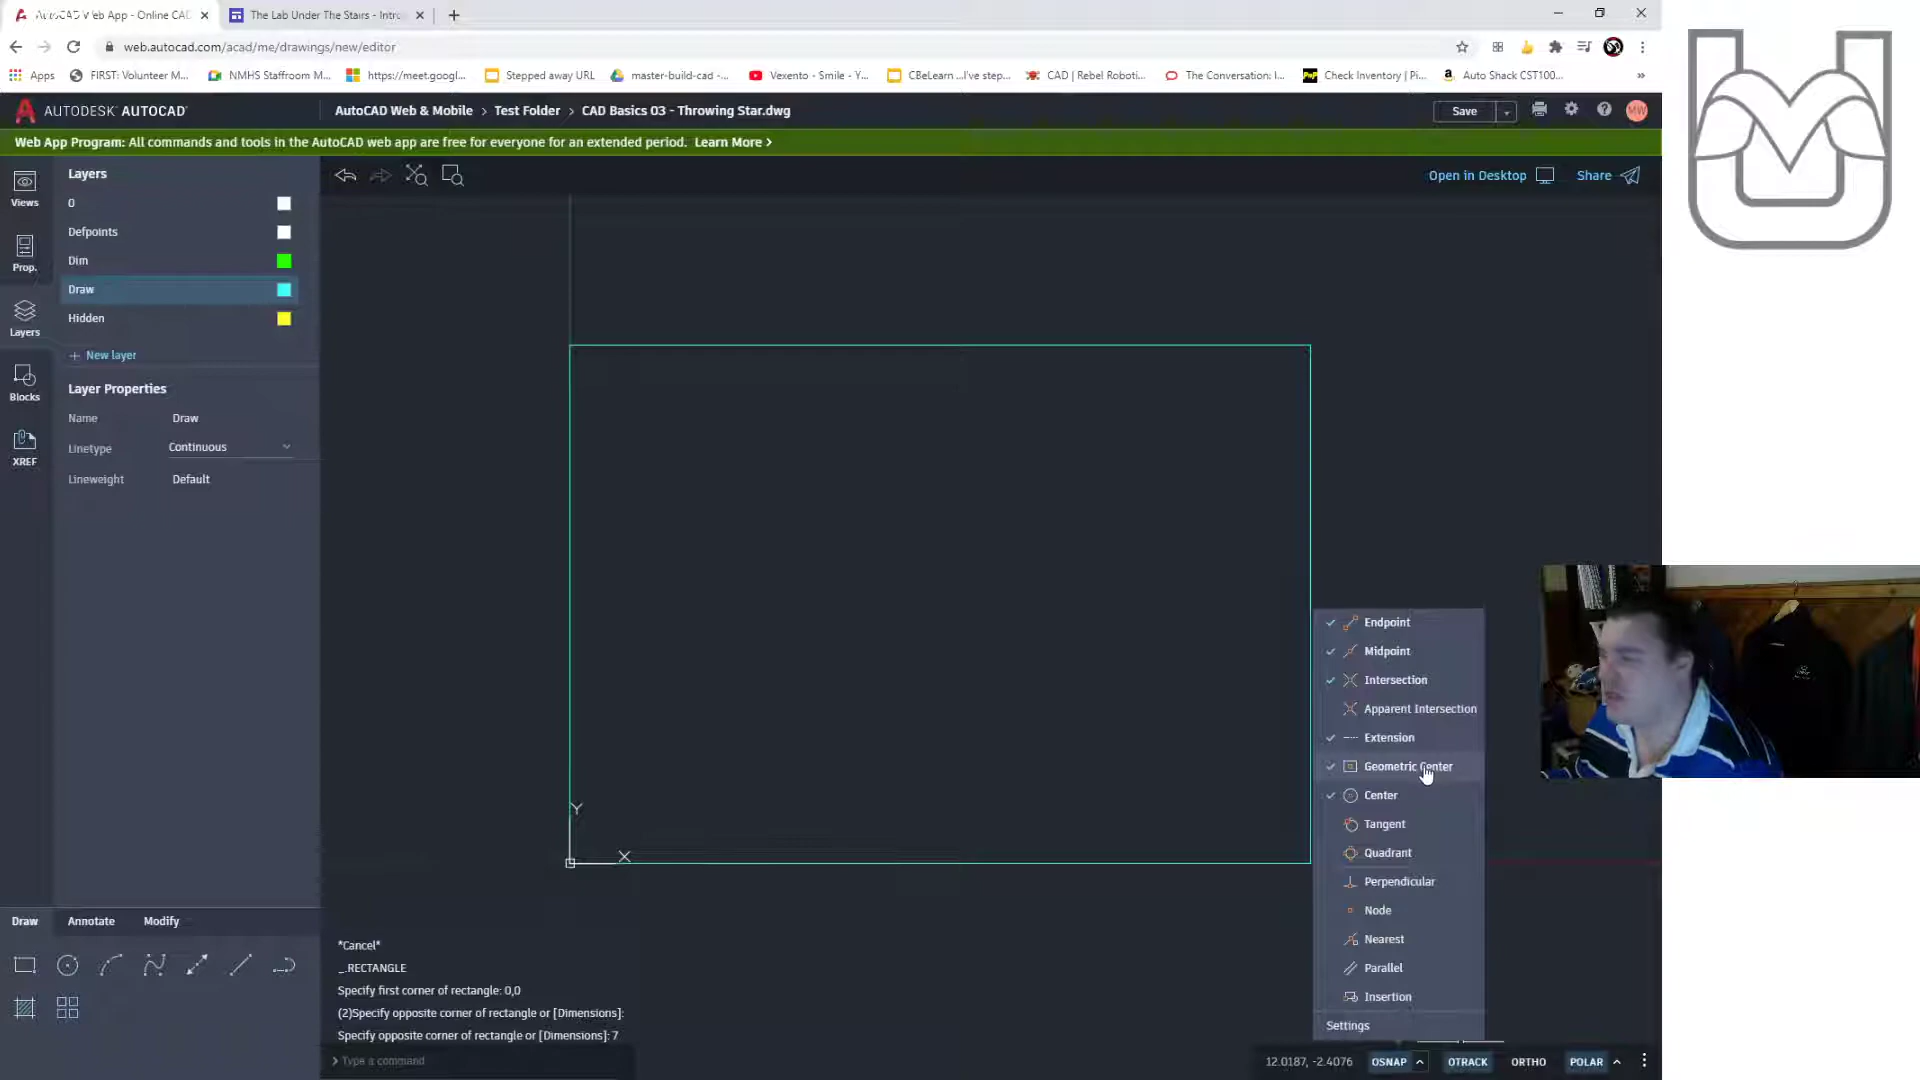 AutoCAD Web App - Online CAD
The Lab Under The Stairs - Intro
web.autocad.com/acad/me/drawings/new/editor
Apps
FIRST: Volunteer M...
NMHS Staffroom M...
https://meet.googl...
Stepped away URL
master-build-cad -...
Vexento - Smile - Y...
CBeLearn ...I've step...
CAD | Rebel Roboti...
The Conversation: I...
Check Inventory | Pi...
Auto Shack CST100...
»
AUTODESK® AUTOCAD®
AutoCAD Web & Mobile > Test Folder > CAD Basics 03 - Throwing Star.dwg
Save
MW
Web App Program: All commands and tools in the AutoCAD web app are free for everyone for an extended period. Learn More >
Views
Prop.
Layers
Blocks
XREF
Layers
0
Defpoints
Dim
Draw
Hidden
+ New layer
Layer Properties
Name Draw
Linetype Continuous
Lineweight Default
Open in Desktop
Share
Y
X
Endpoint
Midpoint
Intersection
Apparent Intersection
Extension
Geometric Center
Center
Tangent
Quadrant
Perpendicular
Node
Nearest
Parallel
Insertion
Settings
Draw Annotate Modify
*Cancel*
_.RECTANGLE
Specify first corner of rectangle: 0,0
(2)Specify opposite corner of rectangle or [Dimensions]:
Specify opposite corner of rectangle or [Dimensions]: 7
Type a command
12.0187, -2.4076 OSNAP OTRACK ORTHO POLAR